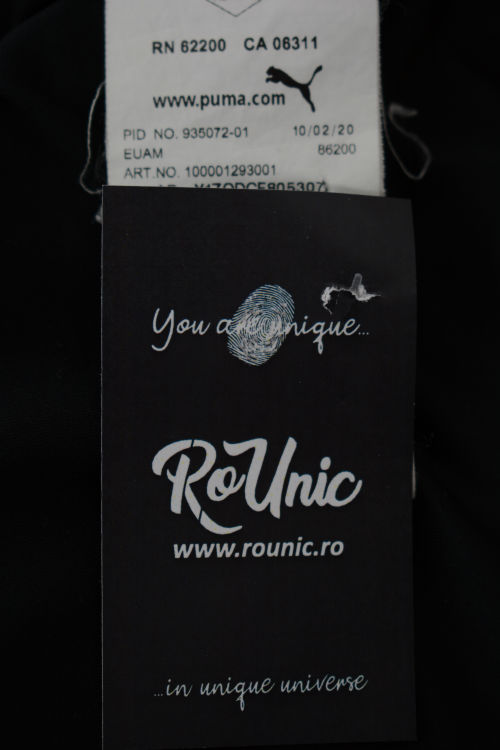 RN 62200 CA 06311
www.puma.com
PID NO. 935072-01 10/02/20
EUAM 86200
ART.NO. 100001293001
You are unique...
RoUnic
www.rounic.ro
...in unique universe